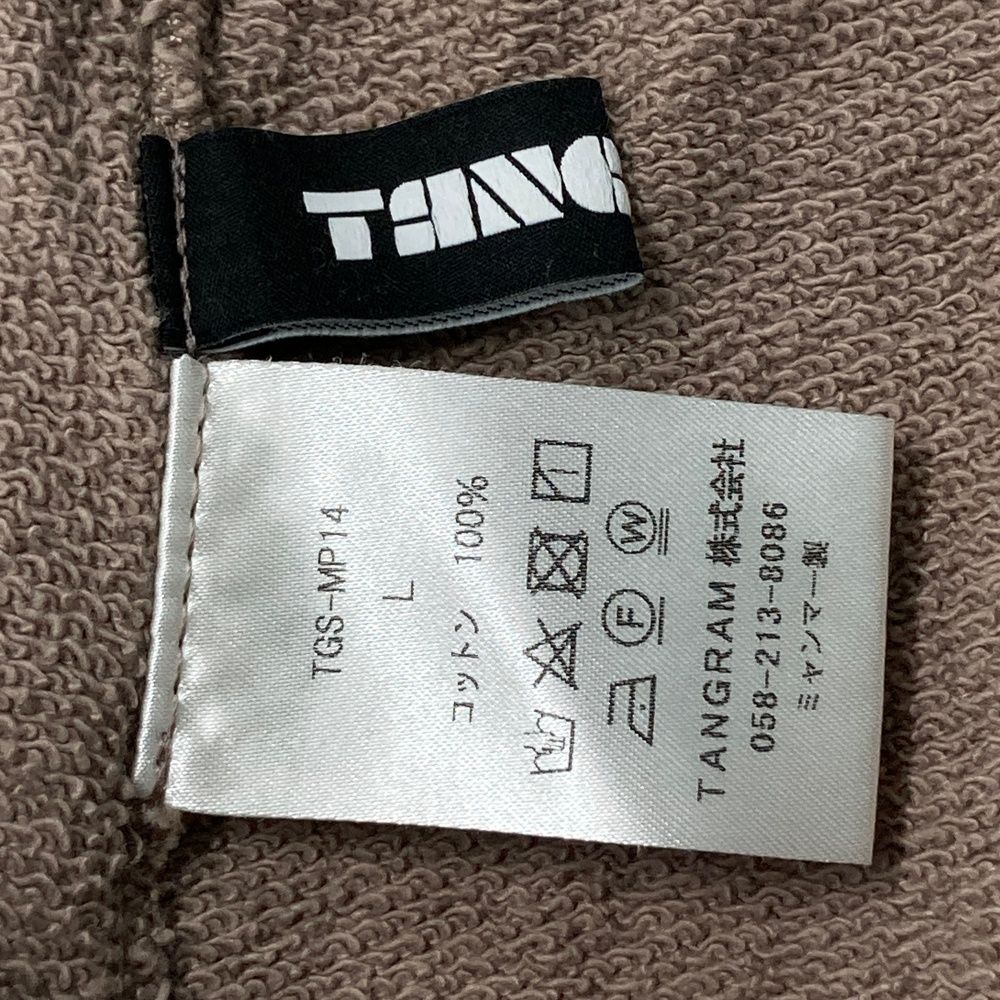 TANG
TGS-MP14
L
コットン 100%
W
F
TANGRAM 株式会社
058-213-8086
ミャンマー製